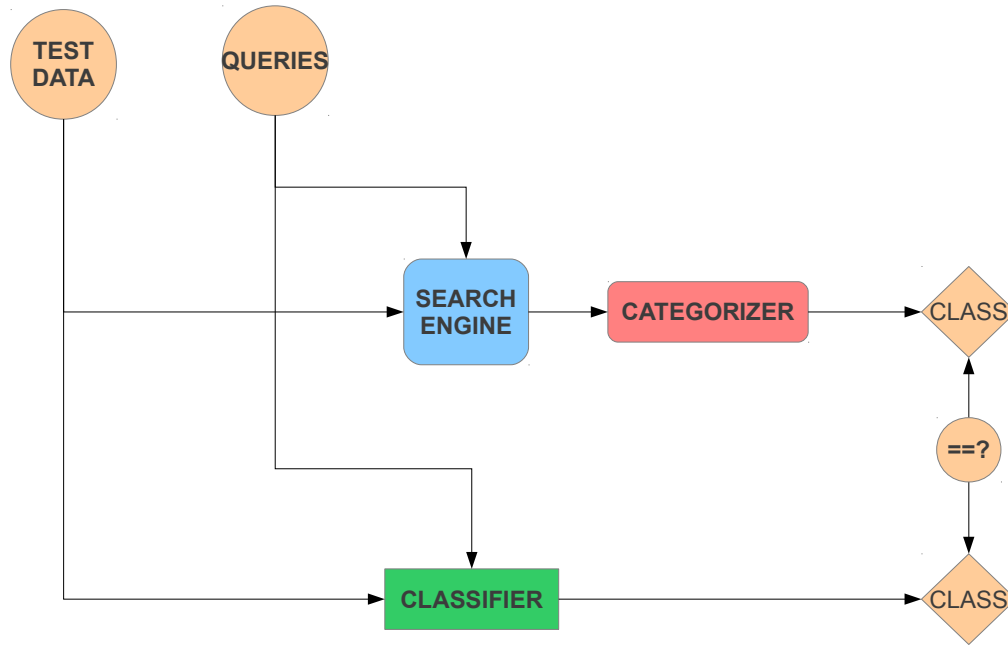 TEST
DATA
QUERIES
SEARCH
ENGINE
CATEGORIZER
CLASS
==?
CLASSIFIER
CLASS